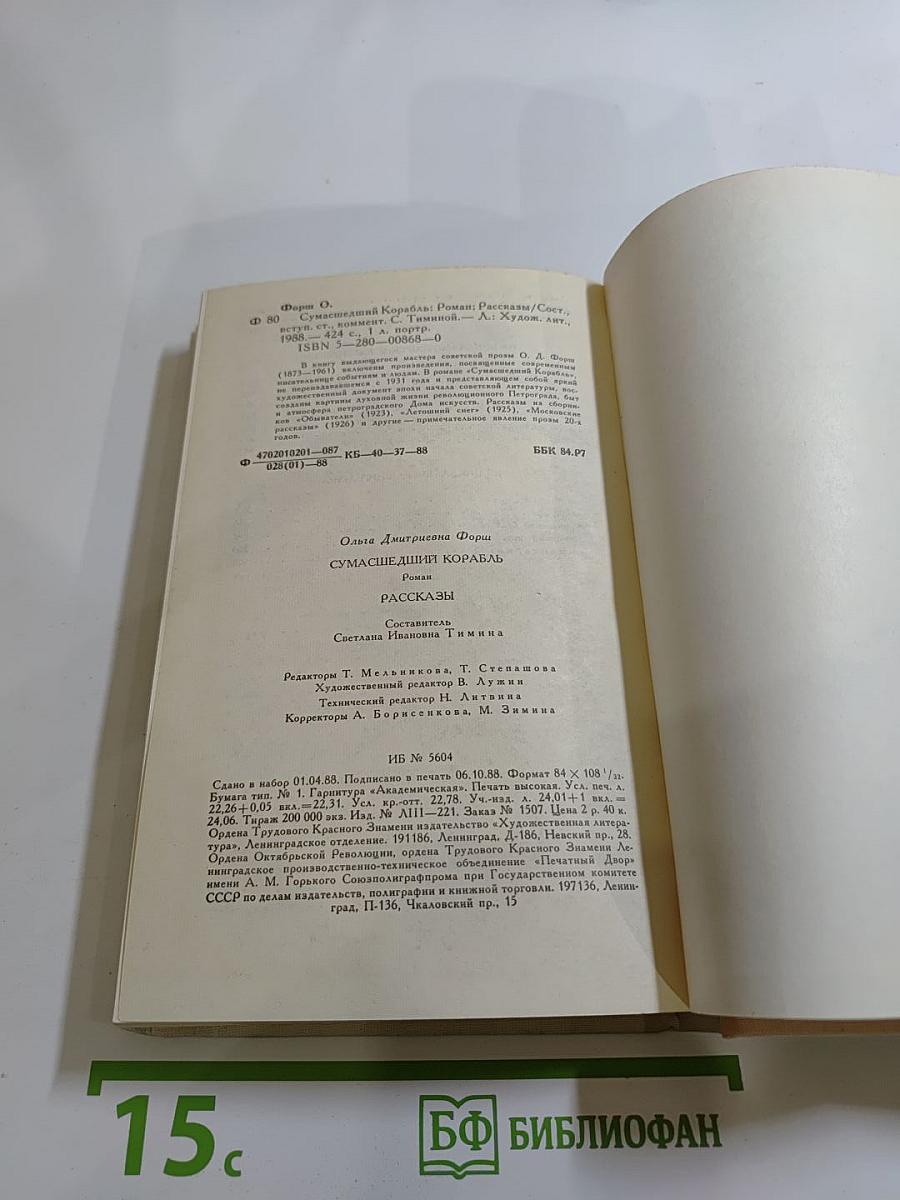 Форш О.
Ф 80 Сумасшедший Корабль: Роман; Рассказы/Сост.,
вступ. ст., коммент. С. Тиминой.— Л.: Худож. лит.,
1988.— 424 с., 1 л. портр.
ISBN 5—280—00868—0
В книгу выдающегося мастера советской прозы О. Д. Форш
(1873—1961) включены произведения, посвященные современным
писательнице событиям и людям. В романе «Сумасшедший Корабль»,
не переиздававшемся с 1931 года и представляющем собой яркий
художественный документ эпохи начала советской литературы, вос-
созданы картины духовной жизни революционного Петрограда, быт
и атмосфера петроградского Дома искусств. Рассказы из сборни-
ков «Обыватели» (1923), «Летошний снег» (1925), «Московские
рассказы» (1926) и другие — примечательное явление прозы 20-х
годов.
Ф 4702010201—087 / 028(01)—88 КБ—40—37—88 ББК 84.Р7
Ольга Дмитриевна Форш
СУМАСШЕДШИЙ КОРАБЛЬ
Роман
РАССКАЗЫ
Составитель
Светлана Ивановна Тимина
Редакторы Т. Мельникова, Т. Степашова
Художественный редактор В. Лужин
Технический редактор Н. Литвина
Корректоры А. Борисенкова, М. Зимина
ИБ № 5604
Сдано в набор 01.04.88. Подписано в печать 06.10.88. Формат 84 × 108 1/32.
Бумага тип. № 1. Гарнитура «Академическая». Печать высокая. Усл. печ. л.
22,26+0,05 вкл.=22,31. Усл. кр.-отт. 22,78. Уч.-изд. л. 24,01+1 вкл. =
24,06. Тираж 200 000 экз. Изд. № ЛIII—221. Заказ № 1507. Цена 2 р. 40 к.
Ордена Трудового Красного Знамени издательство «Художественная литера-
тура», Ленинградское отделение. 191186, Ленинград, Д-186, Невский пр., 28.
Ордена Октябрьской Революции, ордена Трудового Красного Знамени Ле-
нинградское производственно-техническое объединение «Печатный Двор»
имени А. М. Горького Союзполиграфпрома при Государственном комитете
СССР по делам издательств, полиграфии и книжной торговли. 197136, Ленин-
град, П-136, Чкаловский пр., 15
15 с
БФ БИБЛИОФАН